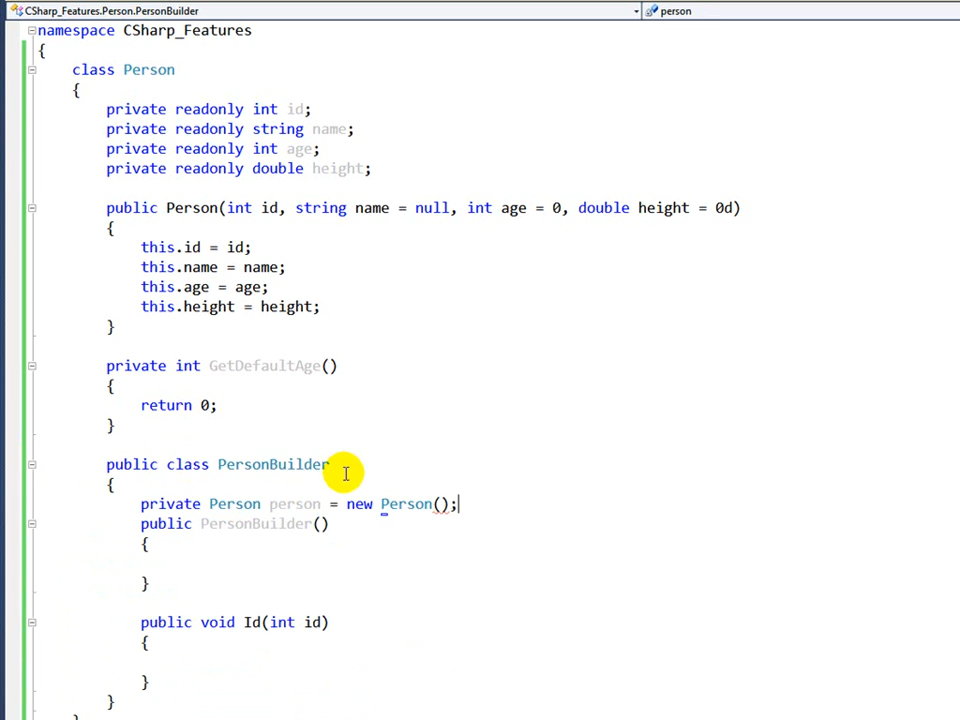 CSharp_Features.Person.PersonBuilder person
namespace CSharp_Features
{
class Person
{
private readonly int id;
private readonly string name;
private readonly int age;
private readonly double height;
public Person(int id, string name = null, int age = 0, double height = 0d)
{
this.id = id;
this.name = name;
this.age = age;
this.height = height;
}
private int GetDefaultAge()
{
return 0;
}
public class PersonBuilder
{
private Person person = new Person();
public PersonBuilder()
{
}
public void Id(int id)
{
}
}
}